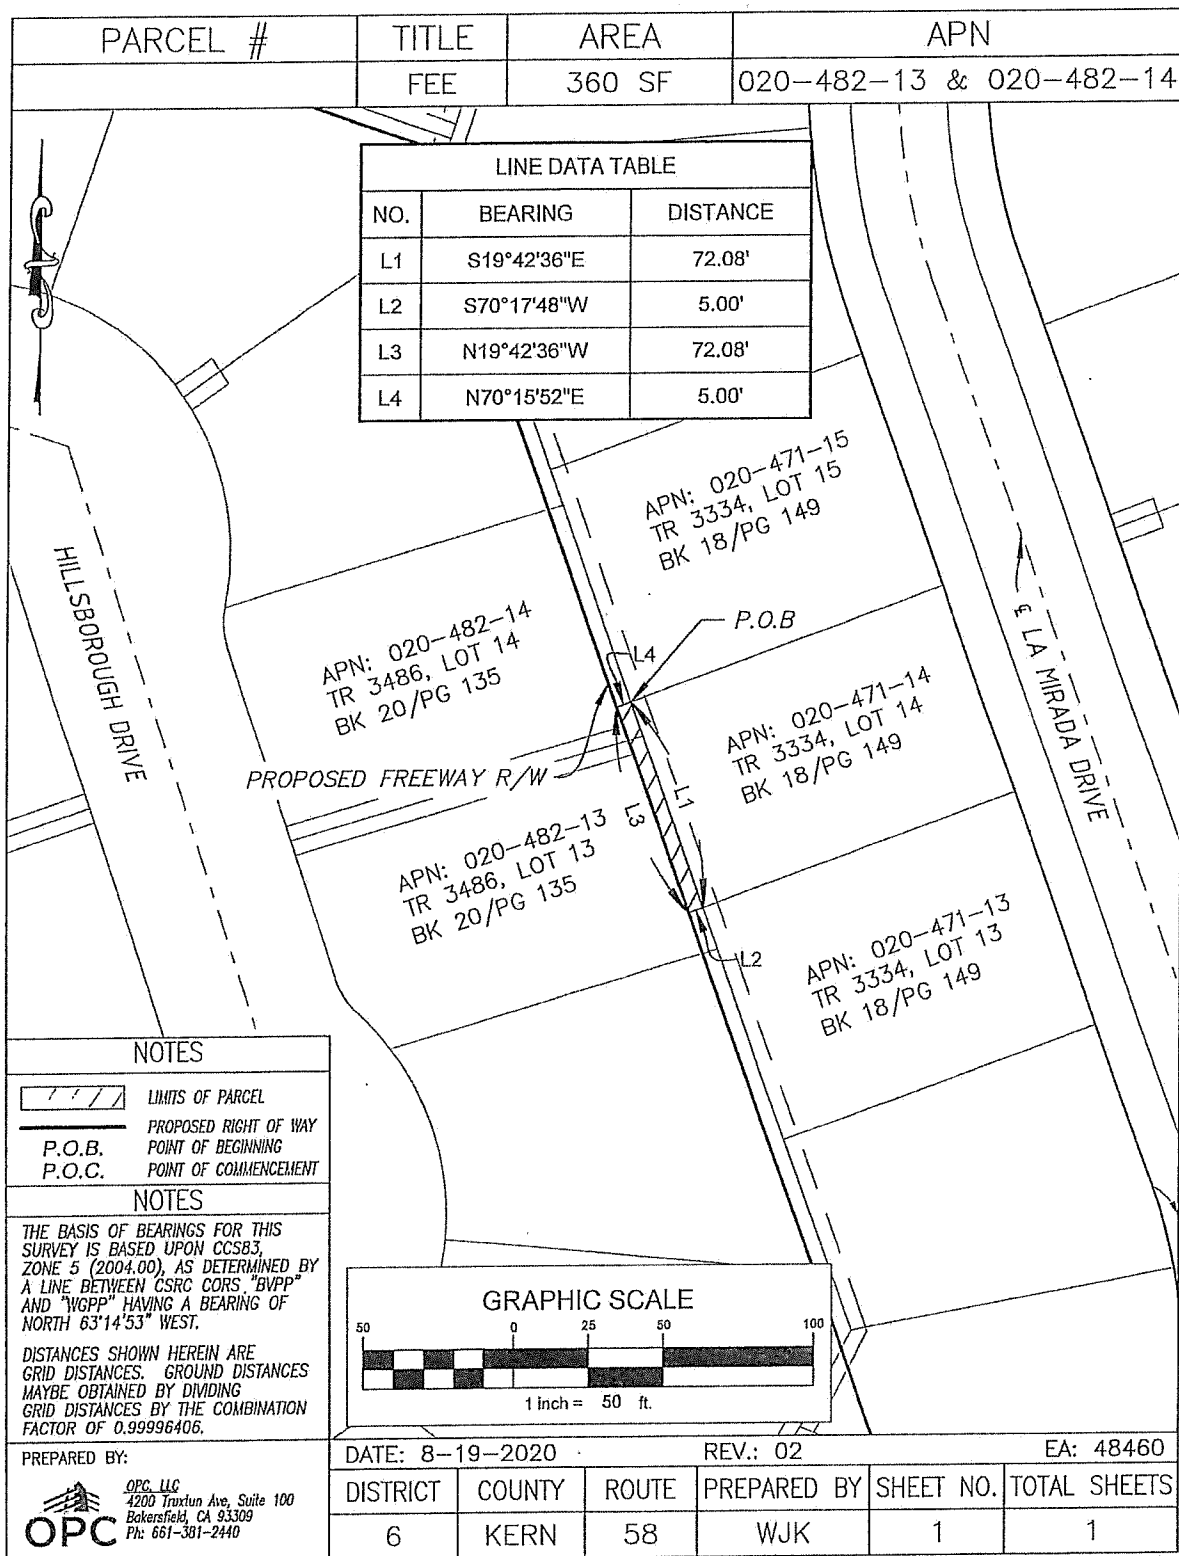 PARCEL # TITLE AREA APN
FEE 360 SF 020-482-13 & 020-482-14
LINE DATA TABLE
NO. BEARING DISTANCE
L1 S19°42'36"E 72.08'
L2 S70°17'48"W 5.00'
L3 N19°42'36"W 72.08'
L4 N70°15'52"E 5.00'
APN: 020-471-15
TR 3334, LOT 15
BK 18/PG 149
HILLSBOROUGH DRIVE
APN: 020-482-14
TR 3486, LOT 14
BK 20/PG 135
L4
P.O.B
℄ LA MIRADA DRIVE
APN: 020-471-14
TR 3334, LOT 14
BK 18/PG 149
PROPOSED FREEWAY R/W
L1
L3
APN: 020-482-13
TR 3486, LOT 13
BK 20/PG 135
L2
APN: 020-471-13
TR 3334, LOT 13
BK 18/PG 149
NOTES
LIMITS OF PARCEL
PROPOSED RIGHT OF WAY
P.O.B. POINT OF BEGINNING
P.O.C. POINT OF COMMENCEMENT
NOTES
THE BASIS OF BEARINGS FOR THIS
SURVEY IS BASED UPON CCS83,
ZONE 5 (2004.00), AS DETERMINED BY
A LINE BETWEEN CSRC CORS "BVPP"
AND "WGPP" HAVING A BEARING OF
NORTH 63°14'53" WEST.
DISTANCES SHOWN HEREIN ARE
GRID DISTANCES. GROUND DISTANCES
MAYBE OBTAINED BY DIVIDING
GRID DISTANCES BY THE COMBINATION
FACTOR OF 0.99996406.
GRAPHIC SCALE
50 0 25 50 100
1 inch = 50 ft.
PREPARED BY:
OPC
OPC, LLC
4200 Truxtun Ave, Suite 100
Bakersfield, CA 93309
Ph: 661-381-2440
DATE: 8-19-2020 REV.: 02 EA: 48460
DISTRICT COUNTY ROUTE PREPARED BY SHEET NO. TOTAL SHEETS
6 KERN 58 WJK 1 1